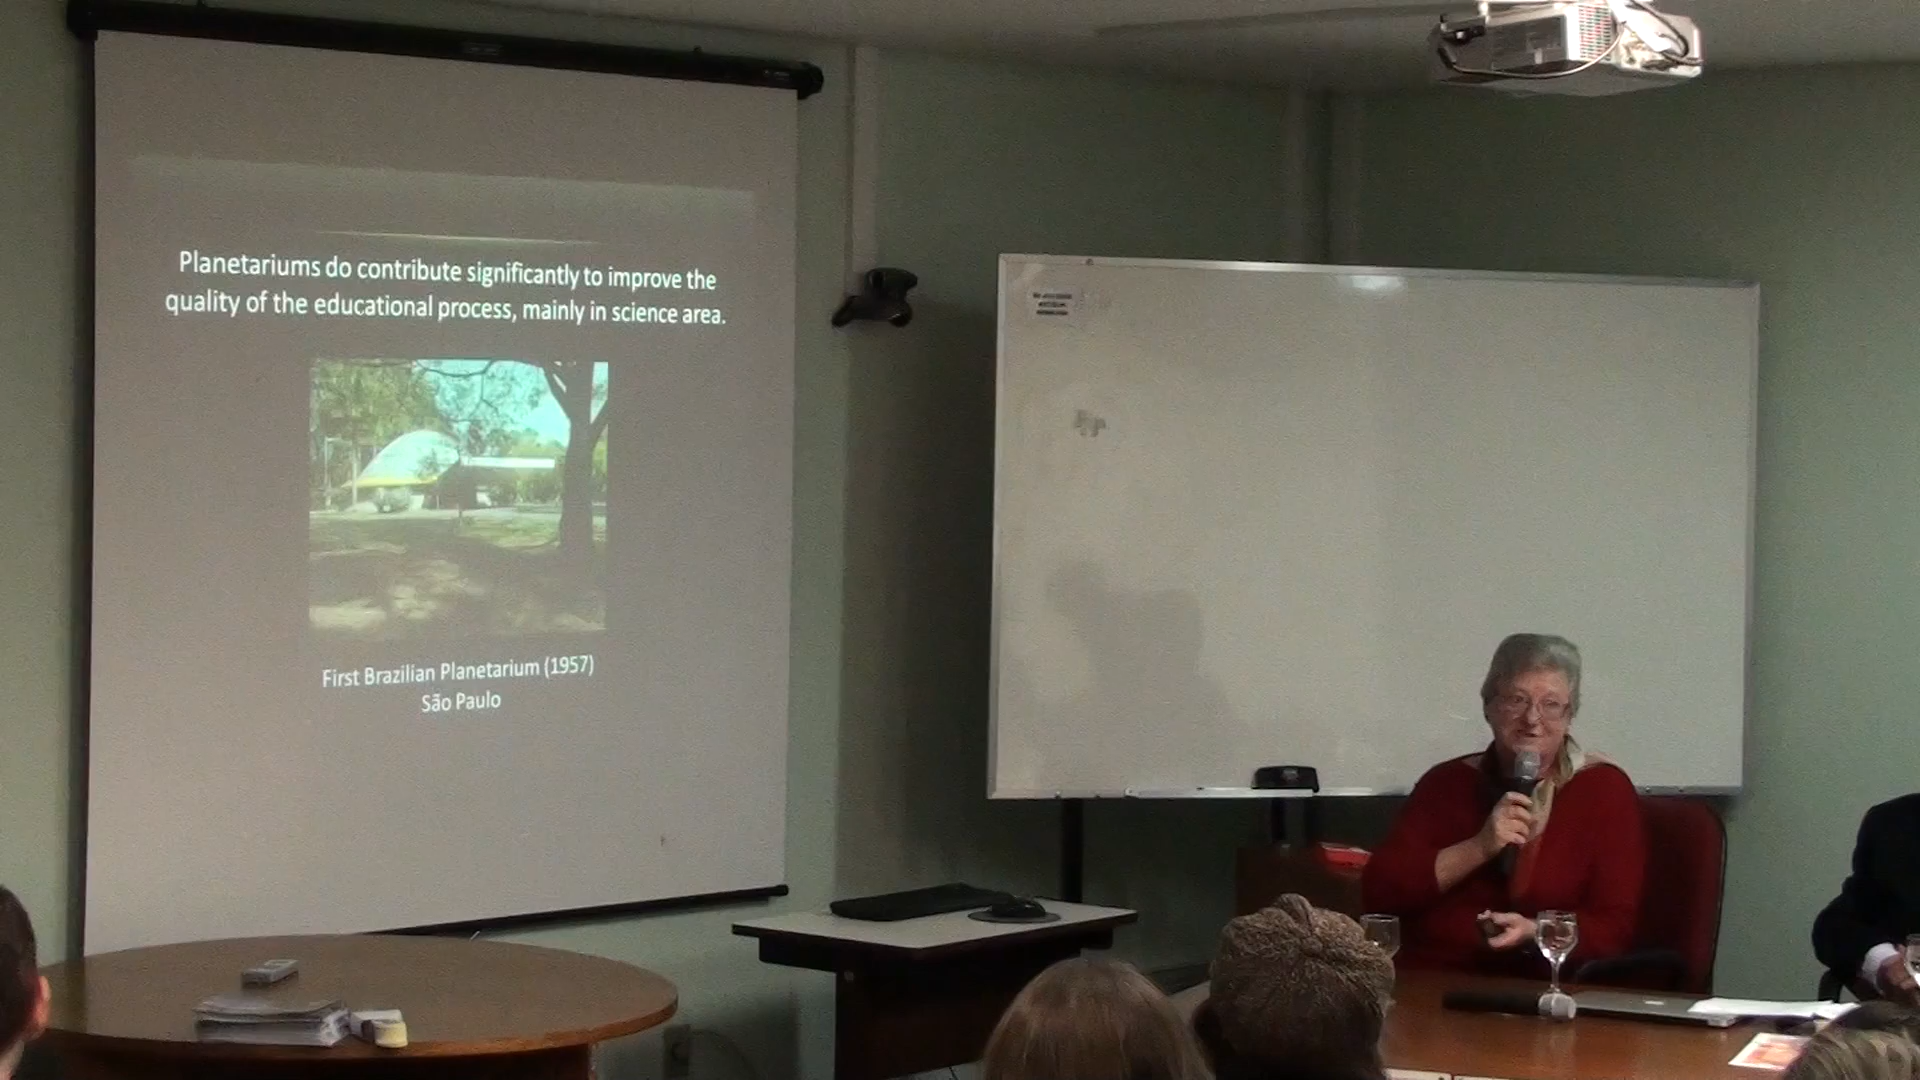 Planetariums do contribute significantly to improve the
quality of the educational process, mainly in science area.
First Brazilian Planetarium (1957)
São Paulo